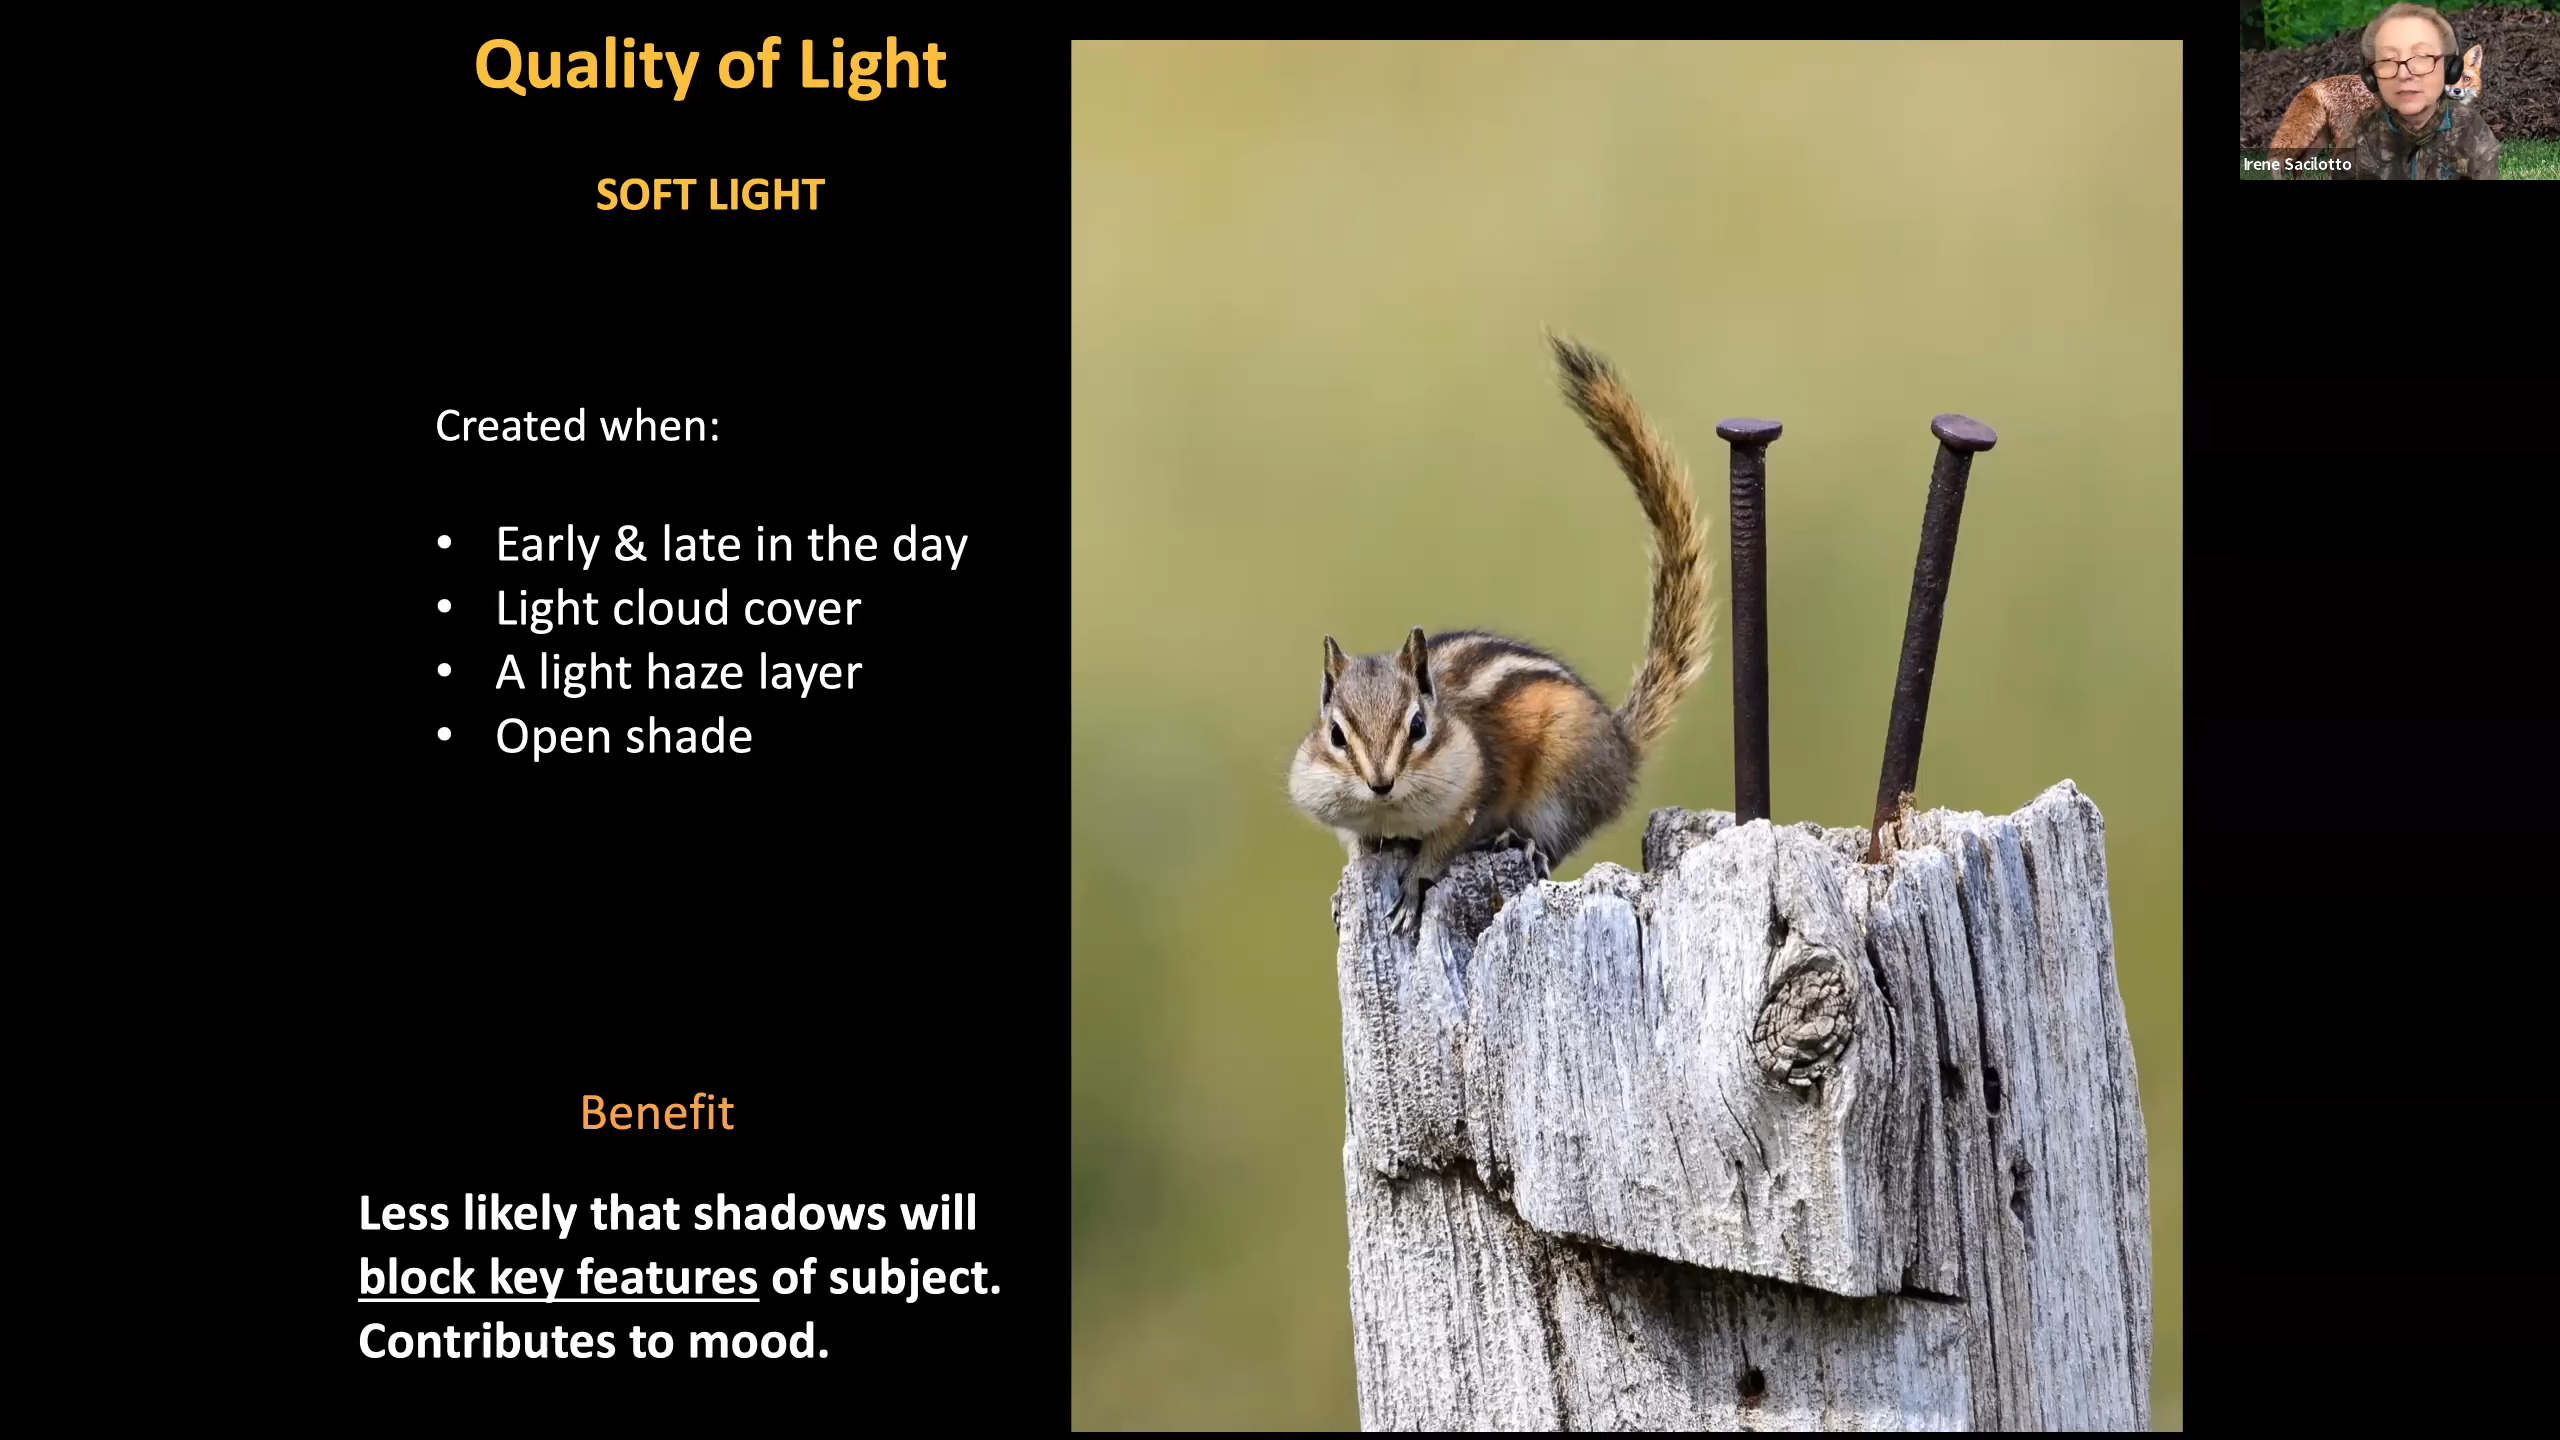 Quality of Light
SOFT LIGHT
Created when:
• Early & late in the day
• Light cloud cover
• A light haze layer
• Open shade
Benefit
Less likely that shadows will
block key features of subject.
Contributes to mood.
Irene Sacilotto